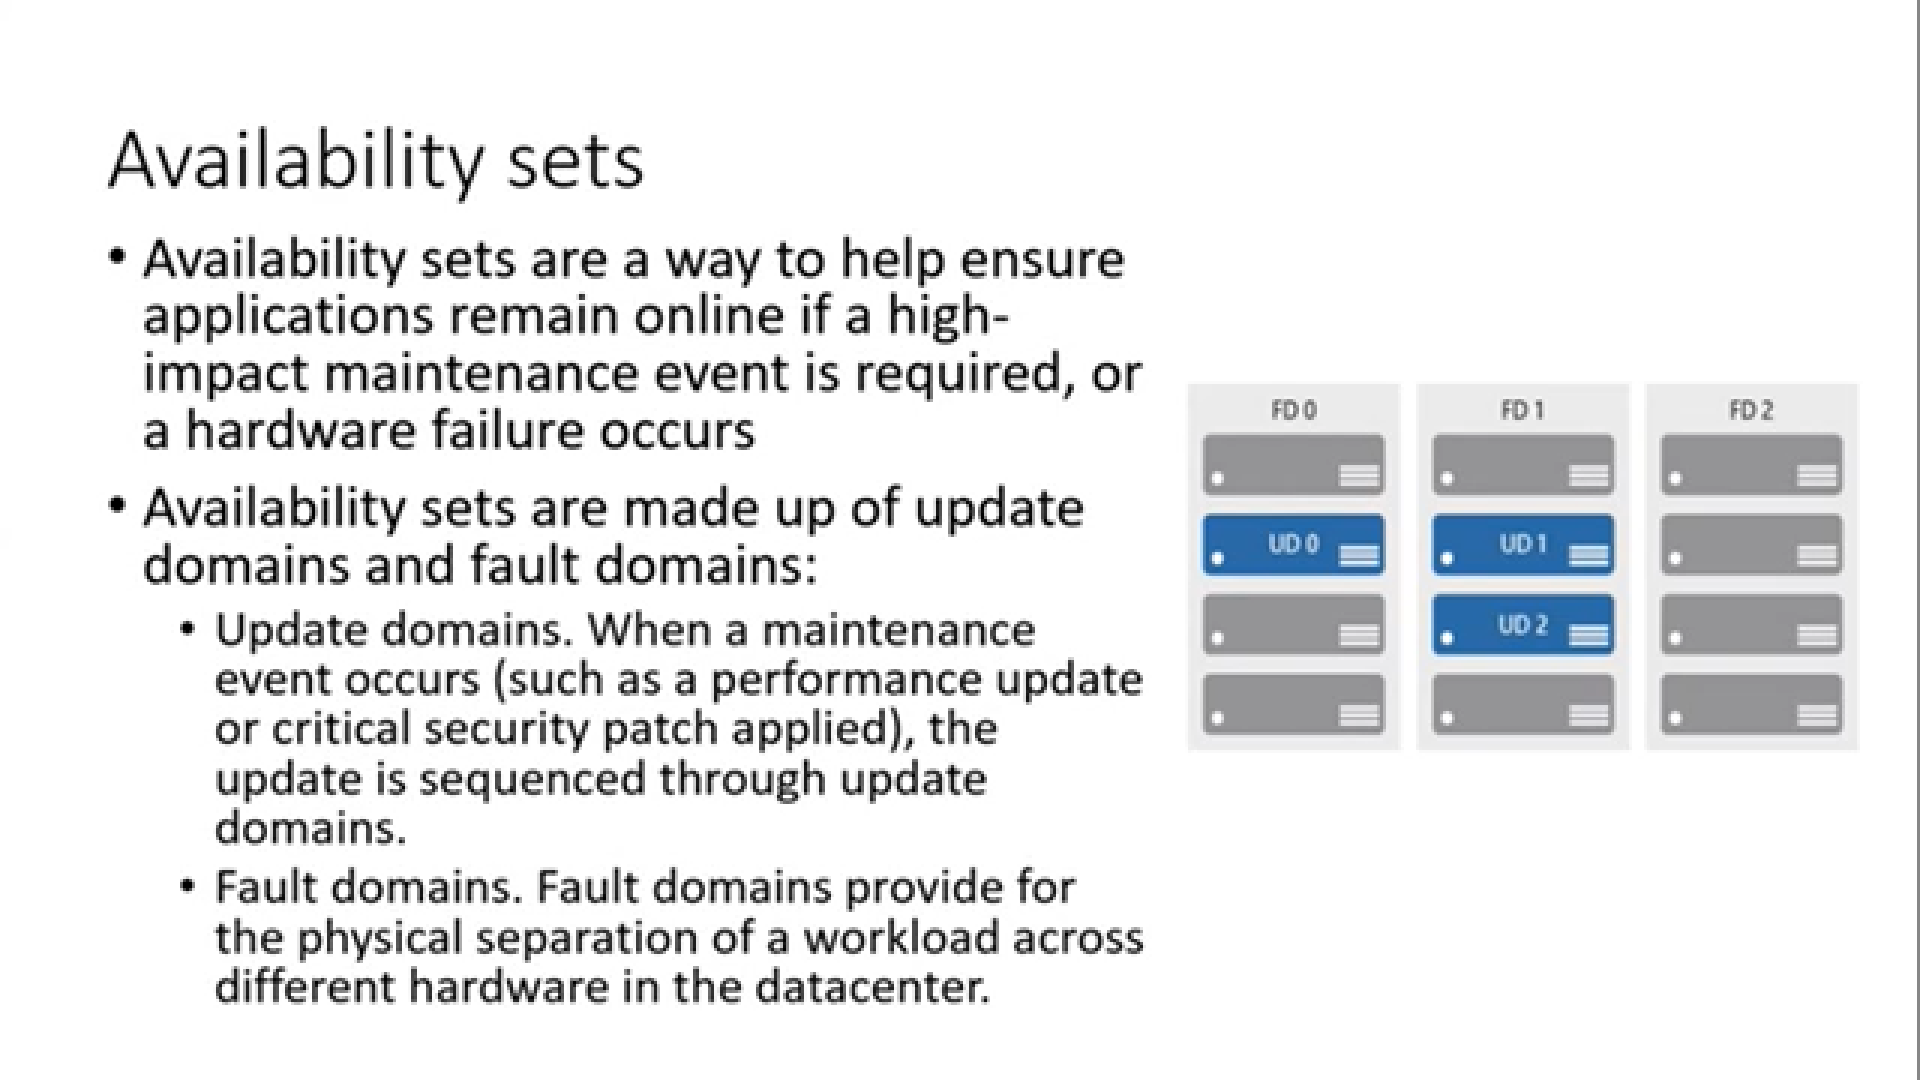 Availability sets
• Availability sets are a way to help ensure
applications remain online if a high-
impact maintenance event is required, or
a hardware failure occurs
• Availability sets are made up of update
domains and fault domains:
• Update domains. When a maintenance
event occurs (such as a performance update
or critical security patch applied), the
update is sequenced through update
domains.
• Fault domains. Fault domains provide for
the physical separation of a workload across
different hardware in the datacenter.
FD 0
FD 1
FD 2
UD 0
UD 1
UD 2